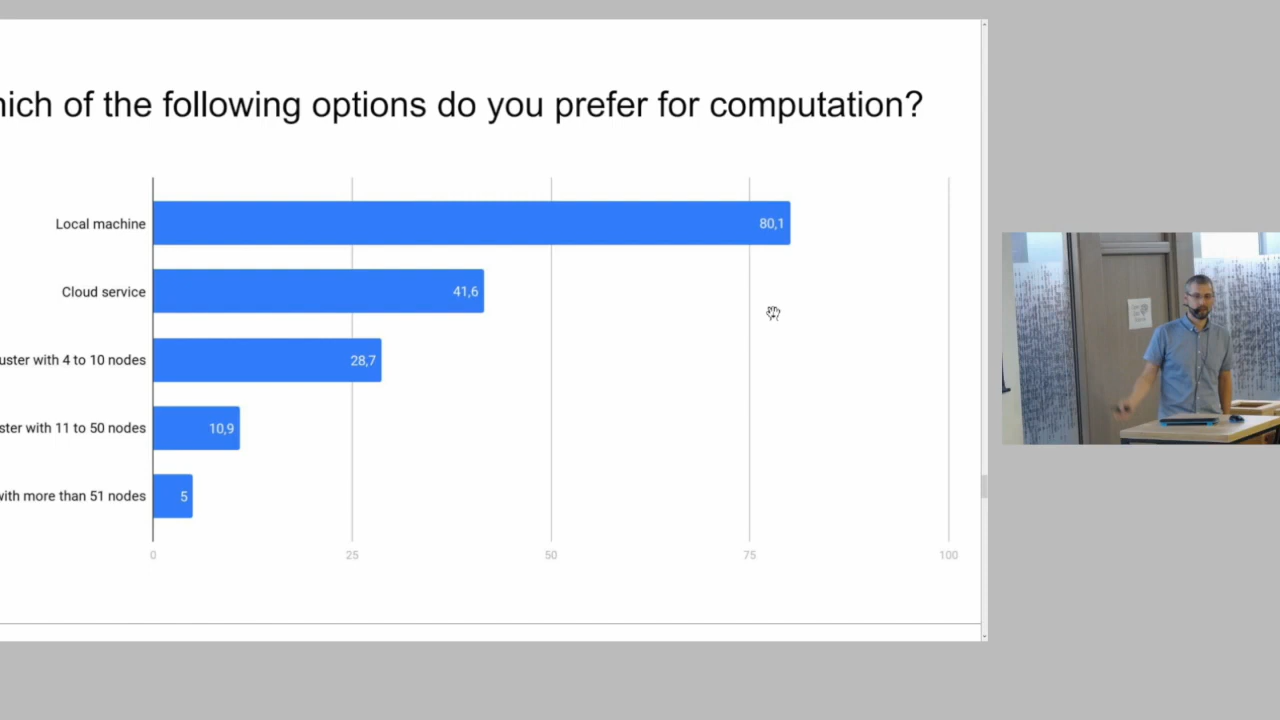 hich of the following options do you prefer for computation?
Local machine 80,1
Cloud service 41,6
uster with 4 to 10 nodes 28,7
ster with 11 to 50 nodes 10,9
with more than 51 nodes 5
0 25 50 75 100